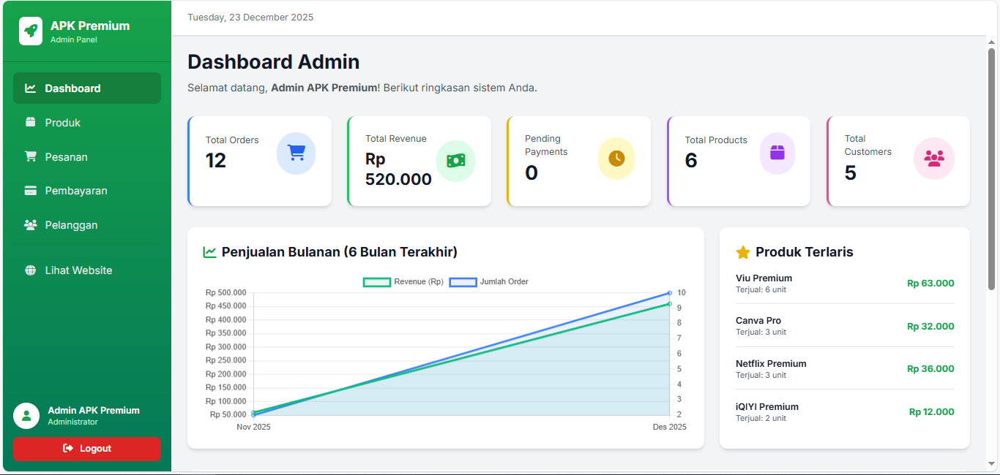 APK Premium
Admin Panel
Dashboard
Produk
Pesanan
Pembayaran
Pelanggan
Lihat Website
Admin APK Premium
Administrator
Logout
Tuesday, 23 December 2025
Dashboard Admin
Selamat datang, Admin APK Premium! Berikut ringkasan sistem Anda.
Total Orders
12
Total Revenue
Rp
520.000
Pending
Payments
0
Total Products
6
Total
Customers
5
Penjualan Bulanan (6 Bulan Terakhir)
Revenue (Rp)
Jumlah Order
Rp 500.000
Rp 450.000
Rp 400.000
Rp 350.000
Rp 300.000
Rp 250.000
Rp 200.000
Rp 150.000
Rp 100.000
Rp 50.000
10
9
8
7
6
5
4
3
2
Nov 2025
Des 2025
Produk Terlaris
Viu Premium
Terjual: 6 unit
Rp 63.000
Canva Pro
Terjual: 3 unit
Rp 32.000
Netflix Premium
Terjual: 3 unit
Rp 36.000
iQIYI Premium
Terjual: 2 unit
Rp 12.000